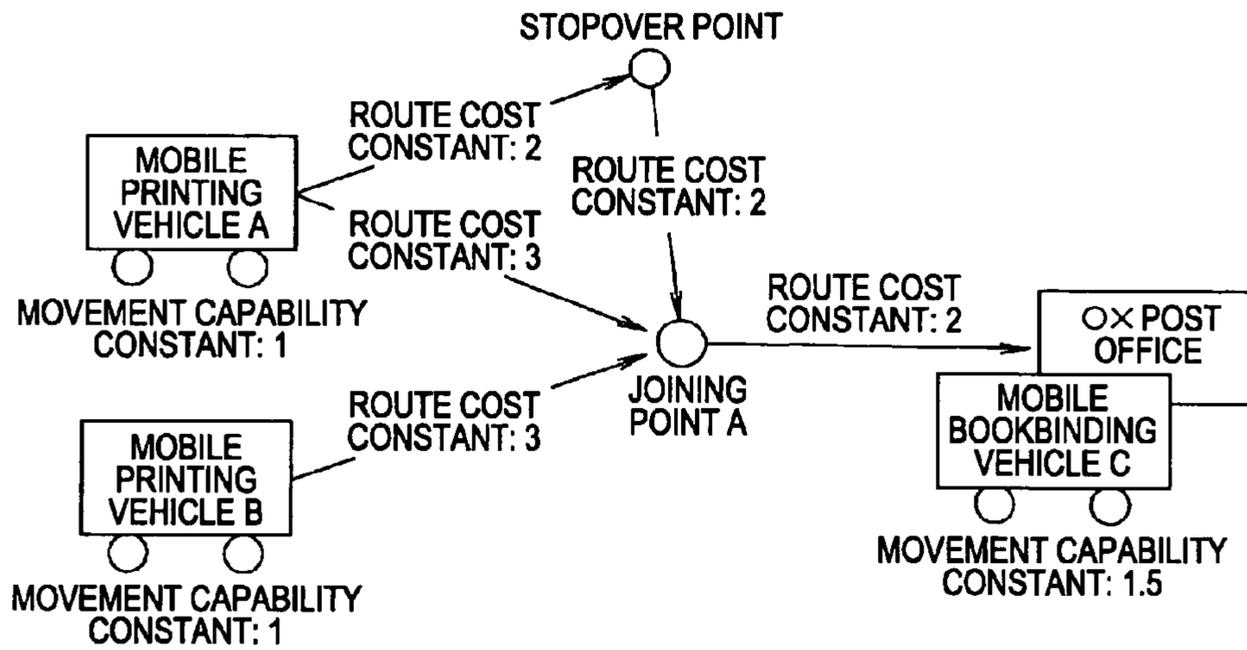 STOPOVER POINT
ROUTE COST
CONSTANT: 2
MOBILE
PRINTING
VEHICLE A
ROUTE COST
CONSTANT: 2
ROUTE COST
CONSTANT: 3
MOVEMENT CAPABILITY
CONSTANT: 1
ROUTE COST
CONSTANT: 2
○× POST
OFFICE
JOINING
POINT A
ROUTE COST
CONSTANT: 3
MOBILE
PRINTING
VEHICLE B
MOBILE
BOOKBINDING
VEHICLE C
MOVEMENT CAPABILITY
CONSTANT: 1.5
MOVEMENT CAPABILITY
CONSTANT: 1